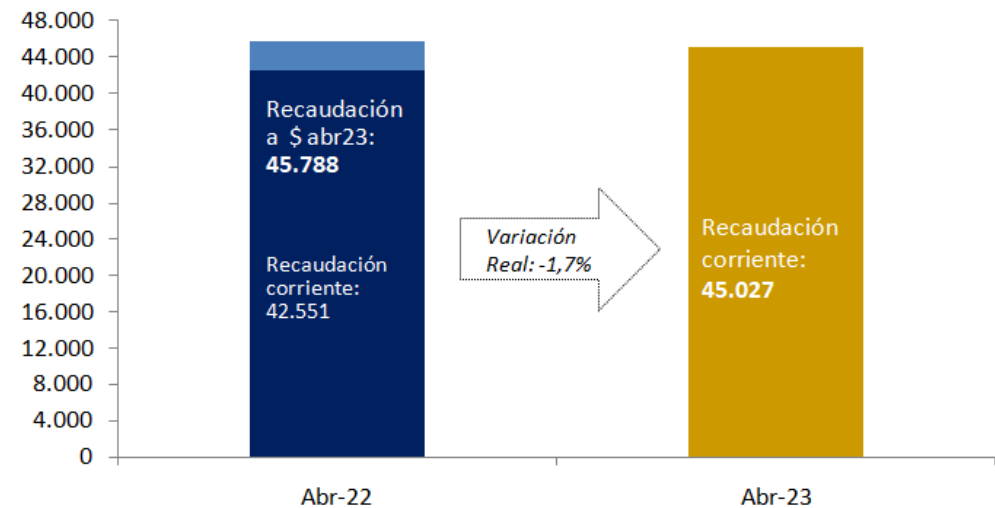 48.000
44.000
40.000
36.000
32.000
28.000
24.000
20.000
16.000
12.000
8.000
4.000
0
Recaudación
a $ abr23:
45.788
Recaudación
corriente:
42.551
Variación
Real: -1,7%
Recaudación
corriente:
45.027
Abr-22
Abr-23